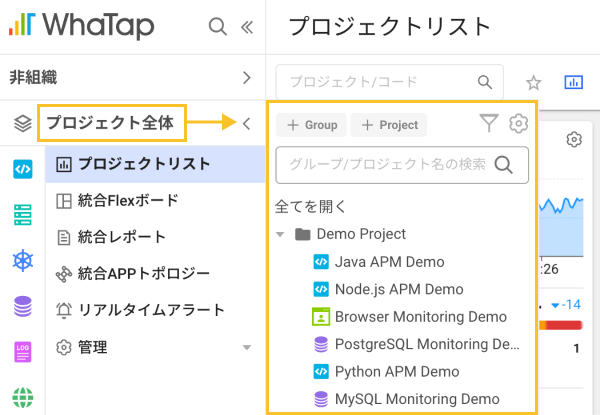 WhaTap
プロジェクトリスト
非組織
プロジェクト/コード
プロジェクト全体
Group
Project
プロジェクトリスト
グループ/プロジェクト名の検索
統合Flexボード
全てを開く
統合レポート
Demo Project
統合APPトポロジー
Java APM Demo
:26
リアルタイムアラート
Node.js APM Demo
-14
Browser Monitoring Demo
管理
PostgreSQL Monitoring De...
1
LOG
Python APM Demo
MySQL Monitoring Demo